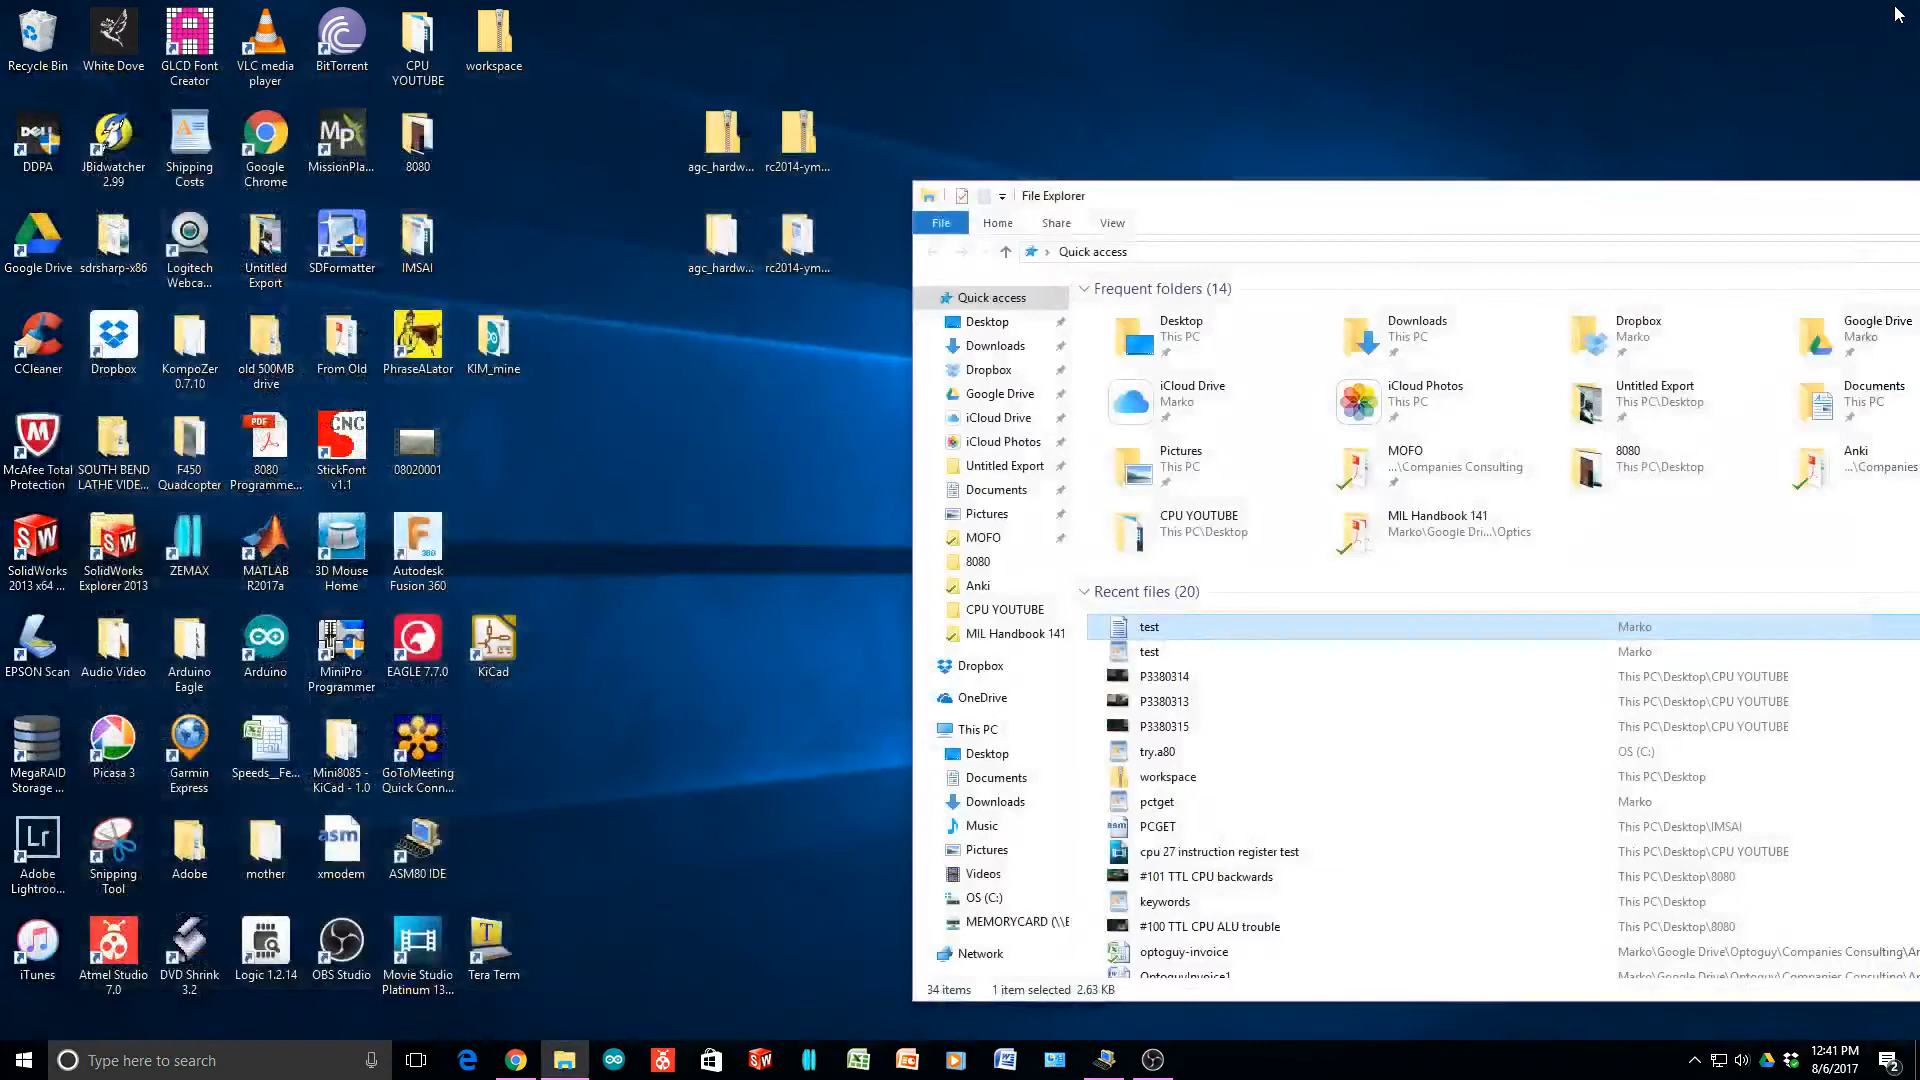 Recycle Bin
White Dove
GLCD Font
Creator
VLC media
player
BitTorrent
CPU
YOUTUBE
workspace
DDPA
JBidwatcher
2.99
Shipping
Costs
Google
Chrome
MissionPla...
8080
agc_hardw...
rc2014-ym...
Google Drive
sdrsharp-x86
Logitech
Webca...
Untitled
Export
SDFormatter
IMSAI
agc_hardw...
rc2014-ym...
CCleaner
Dropbox
KompoZer
0.7.10
old 500MB
drive
From Old
PhraseALator
KIM_mine
McAfee Total
Protection
SOUTH BEND
LATHE VIDE...
F450
Quadcopter
8080
Programme...
StickFont
v1.1
08020001
SolidWorks
2013 x64 ...
SolidWorks
Explorer 2013
ZEMAX
MATLAB
R2017a
3D Mouse
Home
Autodesk
Fusion 360
EPSON Scan
Audio Video
Arduino
Eagle
Arduino
MiniPro
Programmer
EAGLE 7.7.0
KiCad
MegaRAID
Storage ...
Picasa 3
Garmin
Express
Speeds__Fe...
Mini8085 -
KiCad - 1.0
GoToMeeting
Quick Conn...
Adobe
Lightroo...
Snipping
Tool
Adobe
mother
xmodem
ASM80 IDE
iTunes
Atmel Studio
7.0
DVD Shrink
3.2
Logic 1.2.14
OBS Studio
Movie Studio
Platinum 13...
Tera Term
File Explorer
File
Home
Share
View
Quick access
Quick access
Desktop
Downloads
Dropbox
Google Drive
iCloud Drive
iCloud Photos
Untitled Export
Documents
Pictures
MOFO
8080
Anki
CPU YOUTUBE
MIL Handbook 141
Dropbox
OneDrive
This PC
Desktop
Documents
Downloads
Music
Pictures
Videos
OS (C:)
MEMORYCARD (\\E
Network
Frequent folders (14)
Desktop
This PC
Downloads
This PC
Dropbox
Marko
Google Drive
Marko
iCloud Drive
Marko
iCloud Photos
This PC
Untitled Export
This PC\Desktop
Documents
This PC
Pictures
This PC
MOFO
...\Companies Consulting
8080
This PC\Desktop
Anki
...\Companies
CPU YOUTUBE
This PC\Desktop
MIL Handbook 141
Marko\Google Dri...\Optics
Recent files (20)
test Marko
test Marko
P3380314 This PC\Desktop\CPU YOUTUBE
P3380313 This PC\Desktop\CPU YOUTUBE
P3380315 This PC\Desktop\CPU YOUTUBE
try.a80 OS (C:)
workspace This PC\Desktop
pctget Marko
PCGET This PC\Desktop\IMSAI
cpu 27 instruction register test This PC\Desktop\CPU YOUTUBE
#101 TTL CPU backwards This PC\Desktop\8080
keywords This PC\Desktop
#100 TTL CPU ALU trouble This PC\Desktop\8080
optoguy-invoice Marko\Google Drive\Optoguy\Companies Consulting\Ar
OptoguyInvoice1 Marko\Google Drive\Optoguy\Companies Consulting\Ar
34 items 1 item selected 2.63 KB
Type here to search
12:41 PM
8/6/2017
2